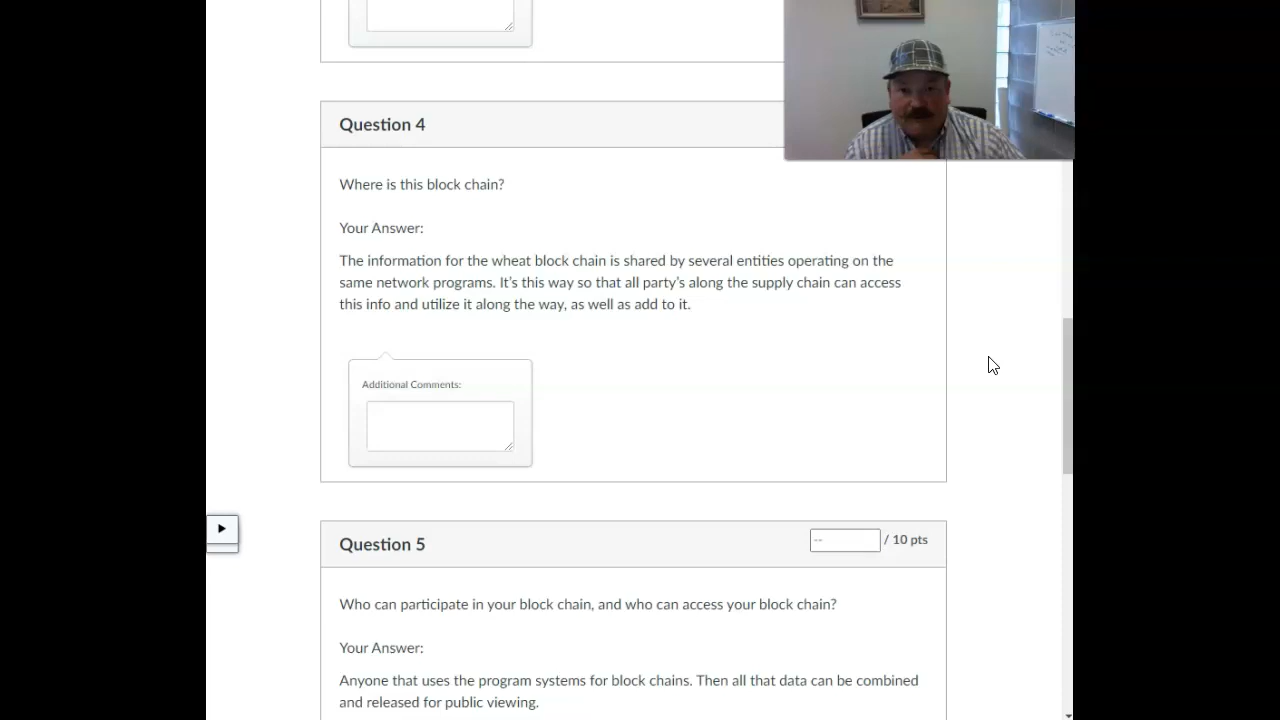 Question 4
Where is this block chain?
Your Answer:
The information for the wheat block chain is shared by several entities operating on the
same network programs. It's this way so that all party's along the supply chain can access
this info and utilize it along the way, as well as add to it.
Additional Comments:
Question 5
-- / 10 pts
Who can participate in your block chain, and who can access your block chain?
Your Answer:
Anyone that uses the program systems for block chains. Then all that data can be combined
and released for public viewing.